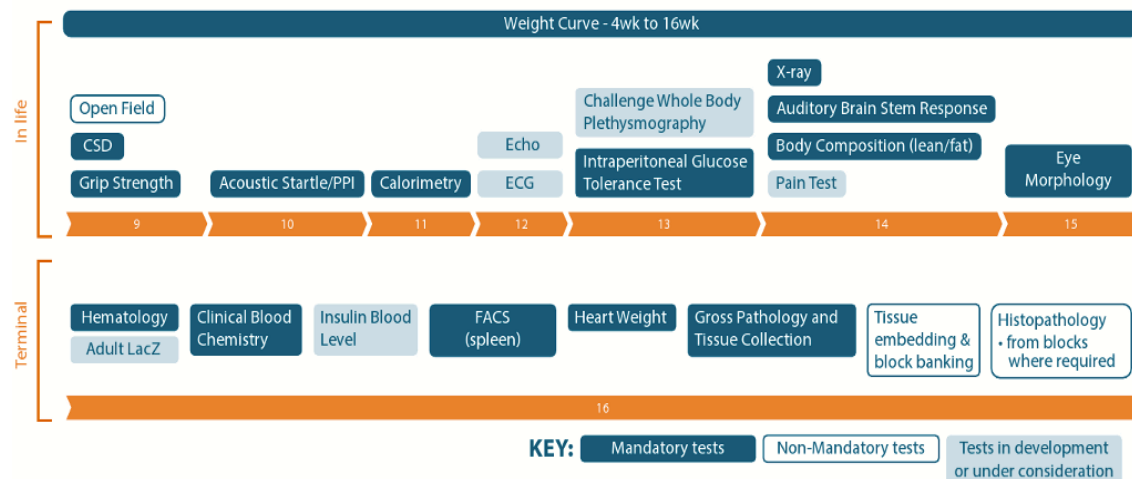 Weight Curve - 4wk to 16wk
In life
Open Field
CSD
Grip Strength
Acoustic Startle/PPI
Calorimetry
Echo
ECG
Challenge Whole Body
Plethysmography
Intraperitoneal Glucose
Tolerance Test
X-ray
Auditory Brain Stem Response
Body Composition (lean/fat)
Pain Test
Eye
Morphology
9
10
11
12
13
14
15
Terminal
Hematology
Adult LacZ
Clinical Blood
Chemistry
Insulin Blood
Level
FACS
(spleen)
Heart Weight
Gross Pathology and
Tissue Collection
Tissue
embedding &
block banking
Histopathology
• from blocks
where required
16
KEY:
Mandatory tests
Non-Mandatory tests
Tests in development
or under consideration